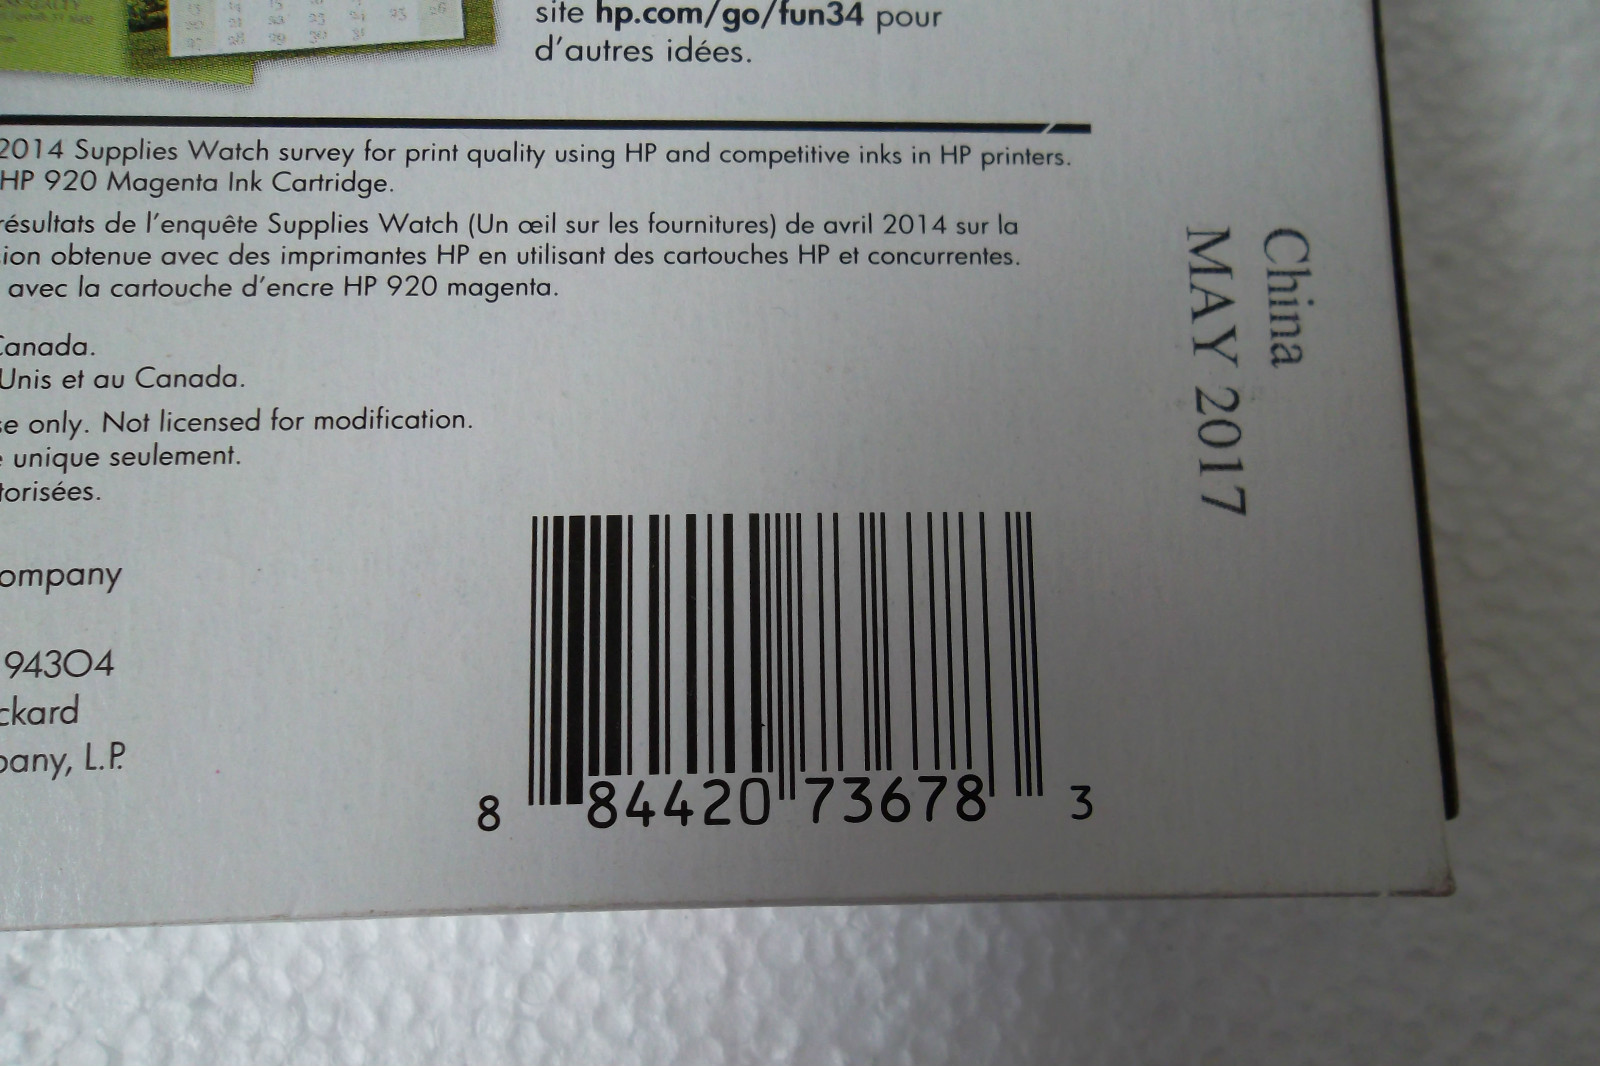 site hp.com/go/fun34 pour
d'autres idées.
2014 Supplies Watch survey for print quality using HP and competitive inks in HP printers.
HP 920 Magenta Ink Cartridge.
résultats de l'enquête Supplies Watch (Un œil sur les fournitures) de avril 2014 sur la
ion obtenue avec des imprimantes HP en utilisant des cartouches HP et concurrentes.
avec la cartouche d'encre HP 920 magenta.
Canada.
Unis et au Canada.
se only. Not licensed for modification.
e unique seulement.
torisées.
ompany
94304
ckard
pany, L.P.
China
MAY 2017
8 84420 73678 3